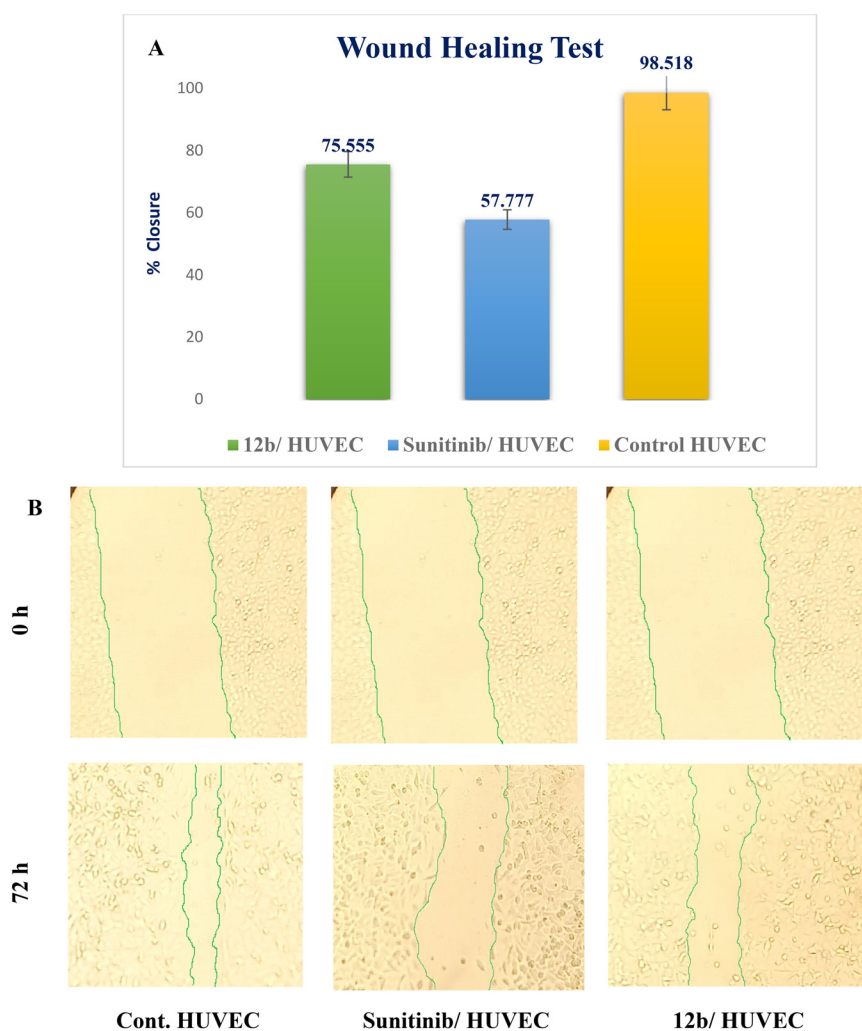 A
Wound Healing Test
98.518
75.555
57.777
% Closure
100
80
60
40
20
0
12b/ HUVEC
Sunitinib/ HUVEC
Control HUVEC
B
0 h
72 h
Cont. HUVEC
Sunitinib/ HUVEC
12b/ HUVEC